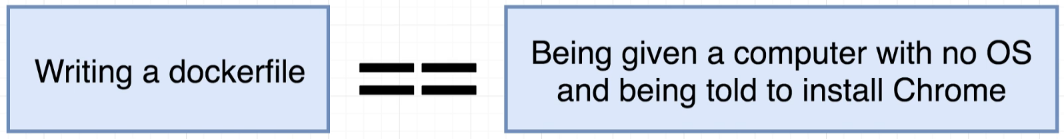 Writing a dockerfile
==
Being given a computer with no OS
and being told to install Chrome